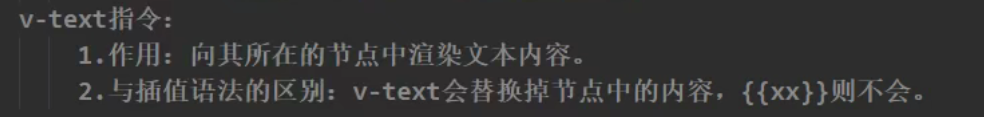 v-text指令：
1.作用：向其所在的节点中渲染文本内容。
2.与插值语法的区别：v-text会替换掉节点中的内容，{{xx}}则不会。